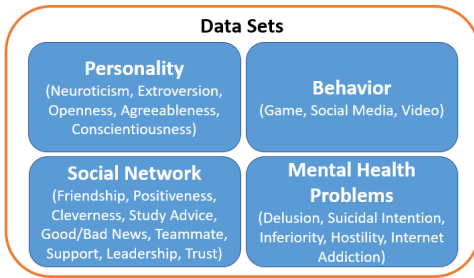 Data Sets
Personality
(Neuroticism, Extroversion,
Openness, Agreeableness,
Conscientiousness)
Behavior
(Game, Social Media, Video)
Social Network
(Friendship, Positiveness,
Cleverness, Study Advice,
Good/Bad News, Teammate,
Support, Leadership, Trust)
Mental Health
Problems
(Delusion, Suicidal Intention,
Inferiority, Hostility, Internet
Addiction)